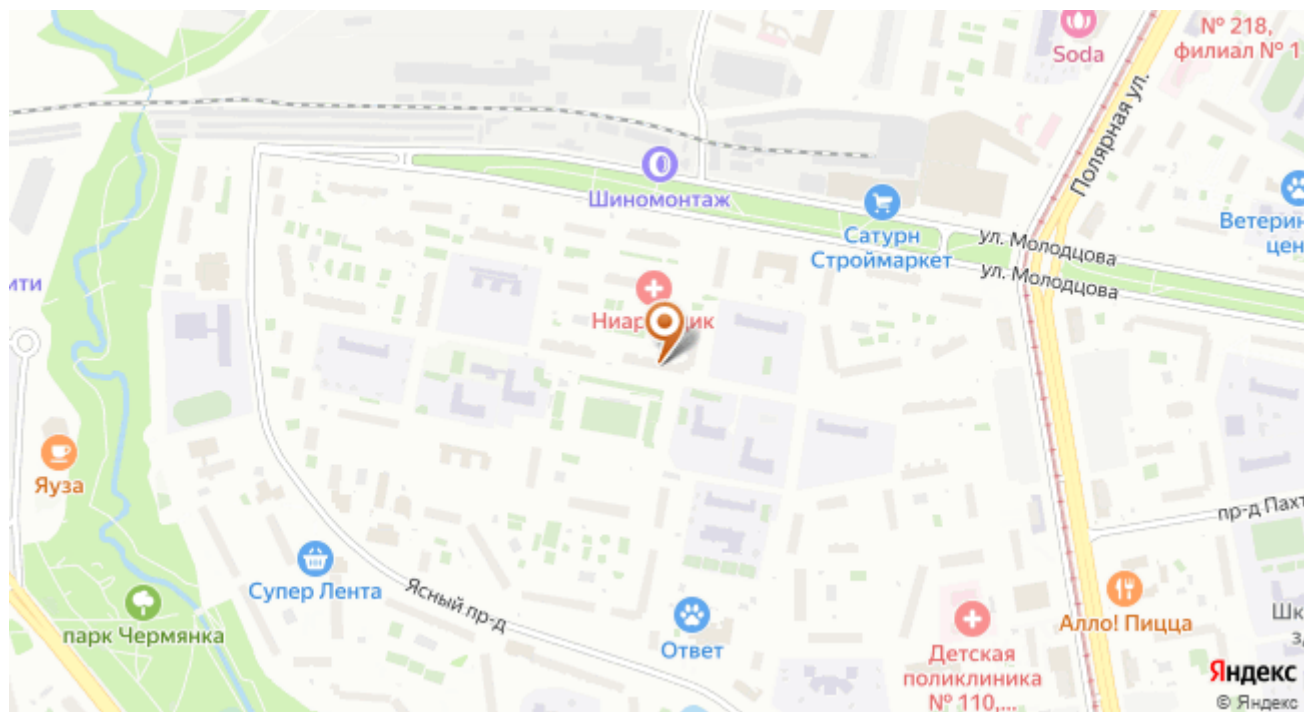 Soda
№ 218,
филиал № 1
Полярная ул.
Шиномонтаж
Сатурн
Строймаркет
ул. Молодцова
ул. Молодцова
Ветерин
цен
ити
Яуза
пр-д Пахт
Супер Лента
Ясный пр-д
парк Чермянка
Ответ
Алло! Пицца
Детская
поликлиника
№ 110,...
Шк
Яндекс
© Яндекс